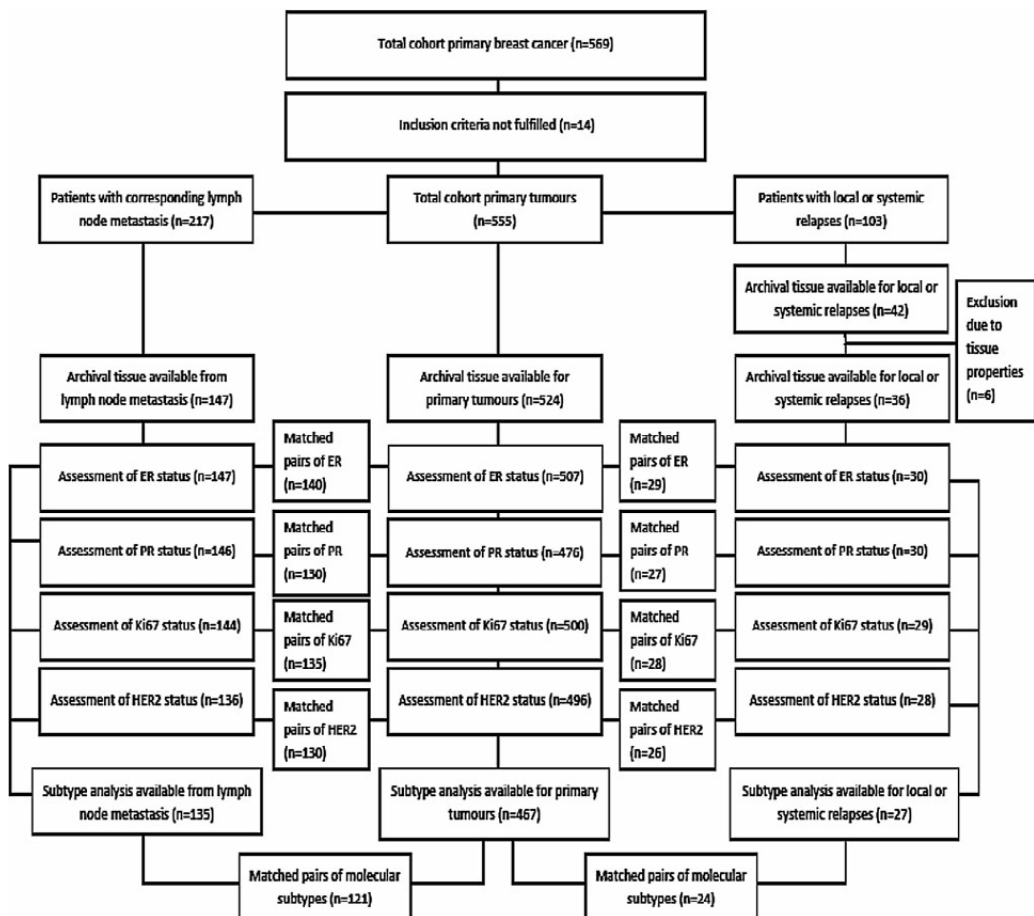 Total cohort primary breast cancer (n=569)
Inclusion criteria not fulfilled (n=14)
Patients with corresponding lymph
node metastasis (n=217)
Total cohort primary tumours
(n=555)
Patients with local or systemic
relapses (n=103)
Archival tissue available for local or
systemic relapses (n=42)
Exclusion
due to
tissue
properties
(n=6)
Archival tissue available from
lymph node metastasis (n=147)
Archival tissue available for
primary tumours (n=524)
Archival tissue available for local or
systemic relapses (n=36)
Assessment of ER status (n=147)
Matched
pairs of ER
(n=140)
Assessment of ER status (n=507)
Matched
pairs of ER
(n=29)
Assessment of ER status (n=30)
Assessment of PR status (n=146)
Matched
pairs of PR
(n=130)
Assessment of PR status (n=476)
Matched
pairs of PR
(n=27)
Assessment of PR status (n=30)
Assessment of Ki67 status (n=144)
Matched
pairs of Ki67
(n=135)
Assessment of Ki67 status (n=500)
Matched
pairs of Ki67
(n=28)
Assessment of Ki67 status (n=29)
Assessment of HER2 status (n=136)
Matched
pairs of HER2
(n=130)
Assessment of HER2 status (n=496)
Matched
pairs of HER2
(n=26)
Assessment of HER2 status (n=28)
Subtype analysis available from lymph
node metastasis (n=135)
Subtype analysis available for primary
tumours (n=467)
Subtype analysis available for local or
systemic relapses (n=27)
Matched pairs of molecular
subtypes (n=121)
Matched pairs of molecular
subtypes (n=24)